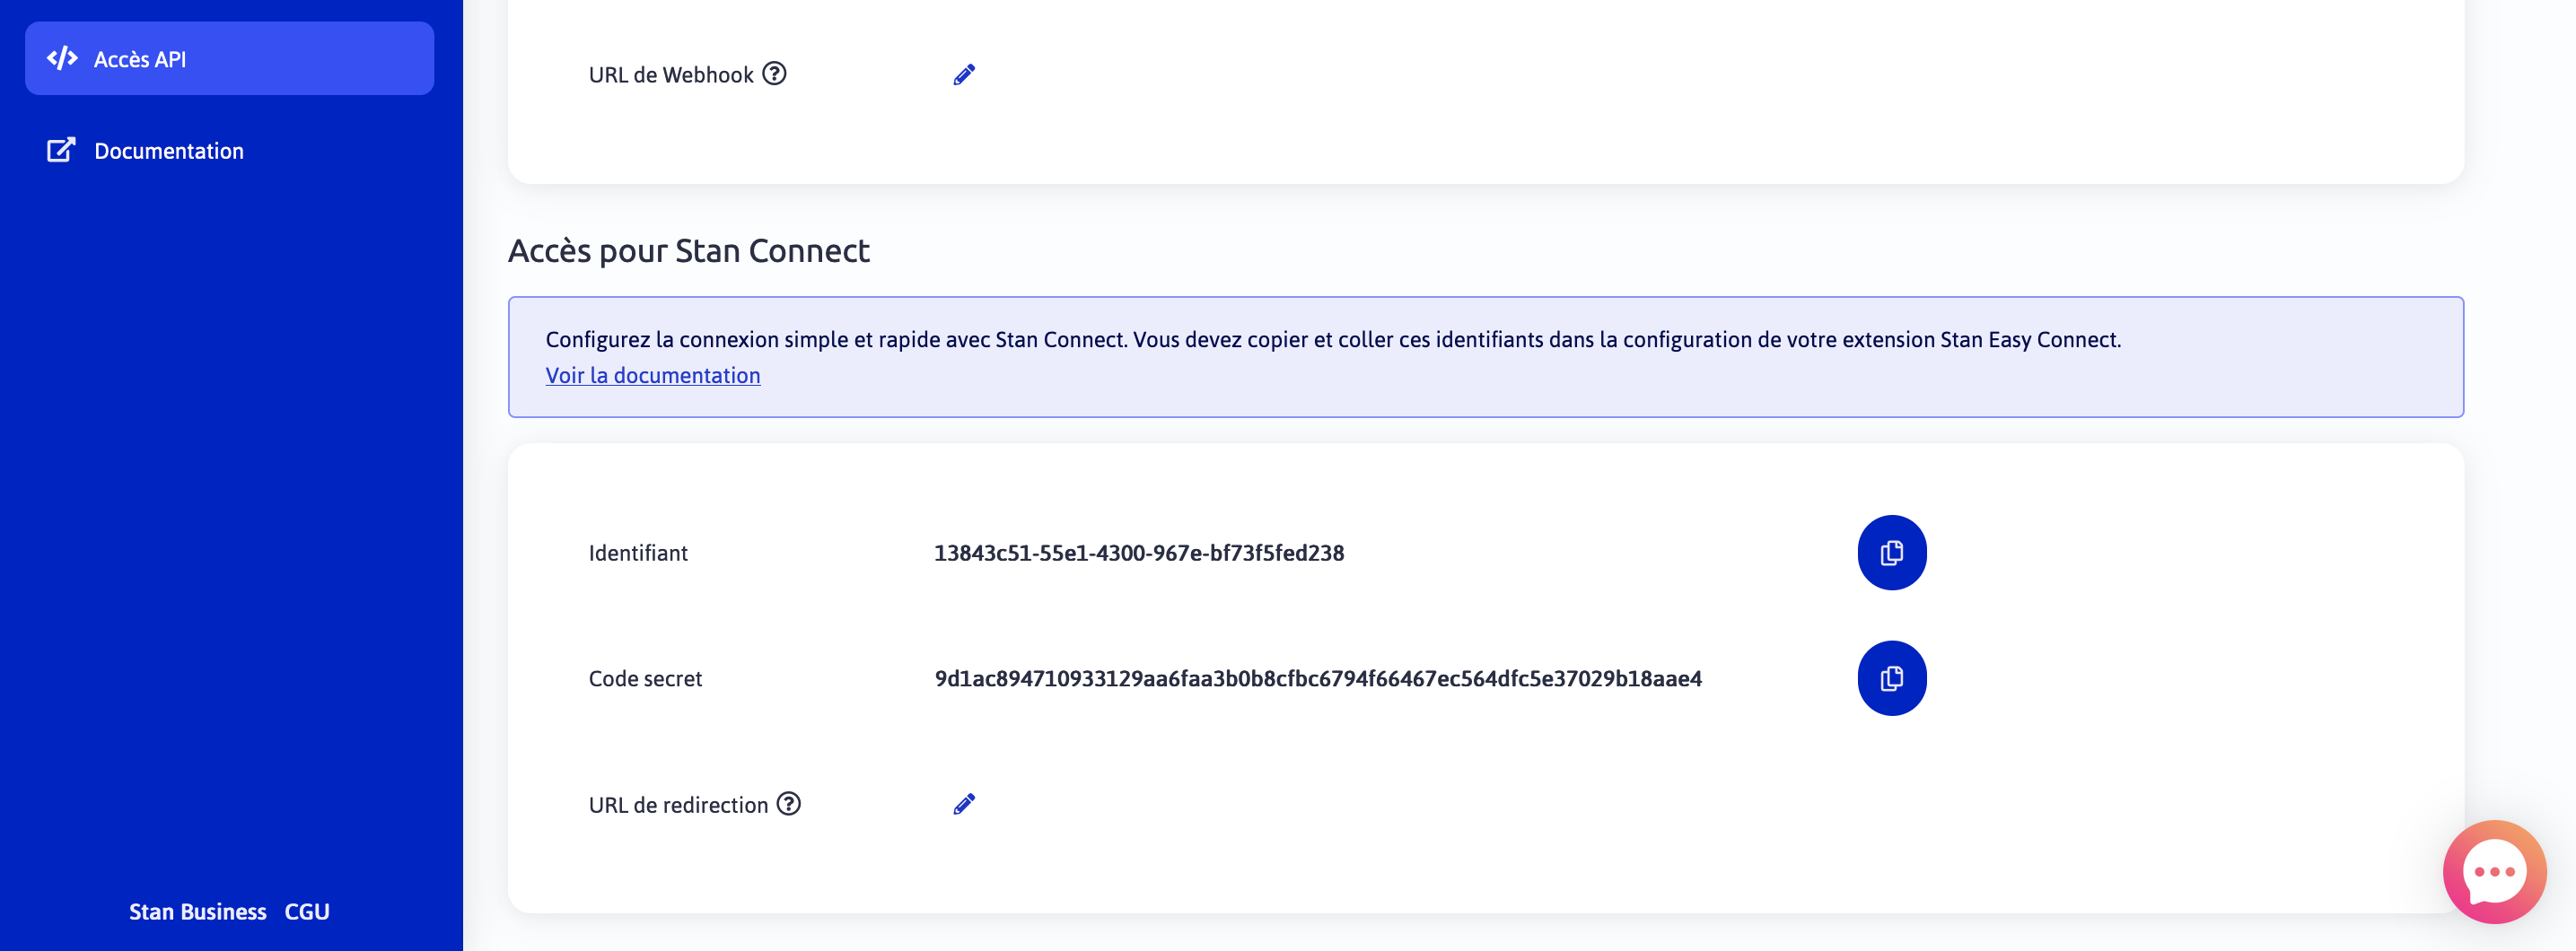 Accès API
Documentation
URL de Webhook
Accès pour Stan Connect
Configurez la connexion simple et rapide avec Stan Connect. Vous devez copier et coller ces identifiants dans la configuration de votre extension Stan Easy Connect.
Voir la documentation
Identifiant 13843c51-55e1-4300-967e-bf73f5fed238
Code secret 9d1ac894710933129aa6faa3b0b8cfbc6794f66467ec564dfc5e37029b18aae4
URL de redirection
Stan Business CGU